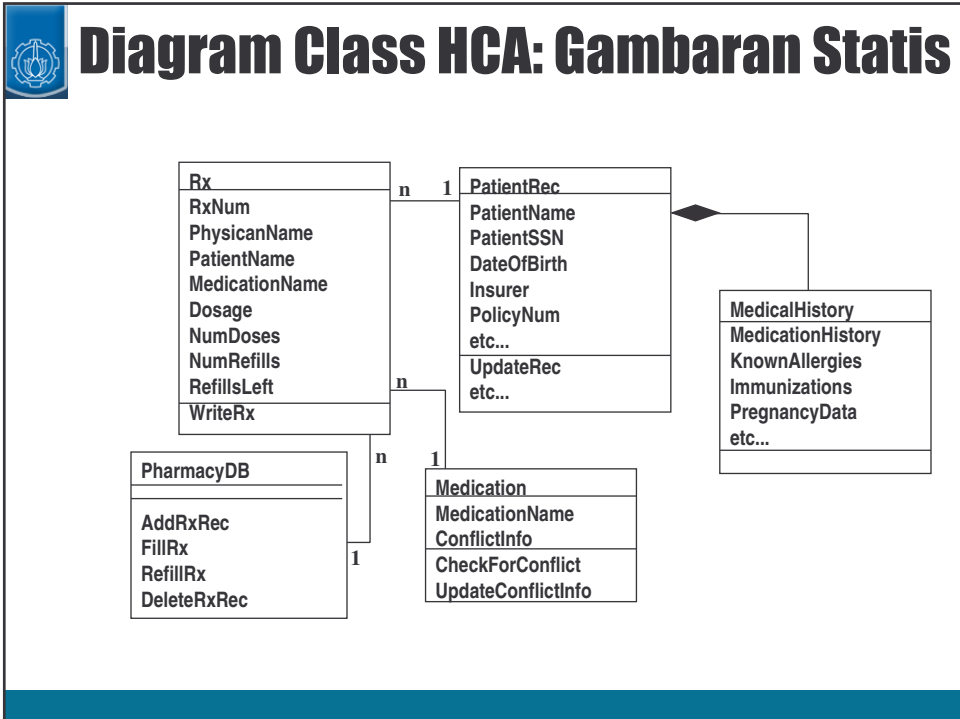 Diagram Class HCA: Gambaran Statis
Rx
RxNum
PhysicanName
PatientName
MedicationName
Dosage
NumDoses
NumRefills
RefillsLeft
WriteRx
n
1
PatientRec
PatientName
PatientSSN
DateOfBirth
Insurer
PolicyNum
etc...
UpdateRec
etc...
MedicalHistory
MedicationHistory
KnownAllergies
Immunizations
PregnancyData
etc...
n
1
n
1
PharmacyDB
AddRxRec
FillRx
RefillRx
DeleteRxRec
Medication
MedicationName
ConflictInfo
CheckForConflict
UpdateConflictInfo